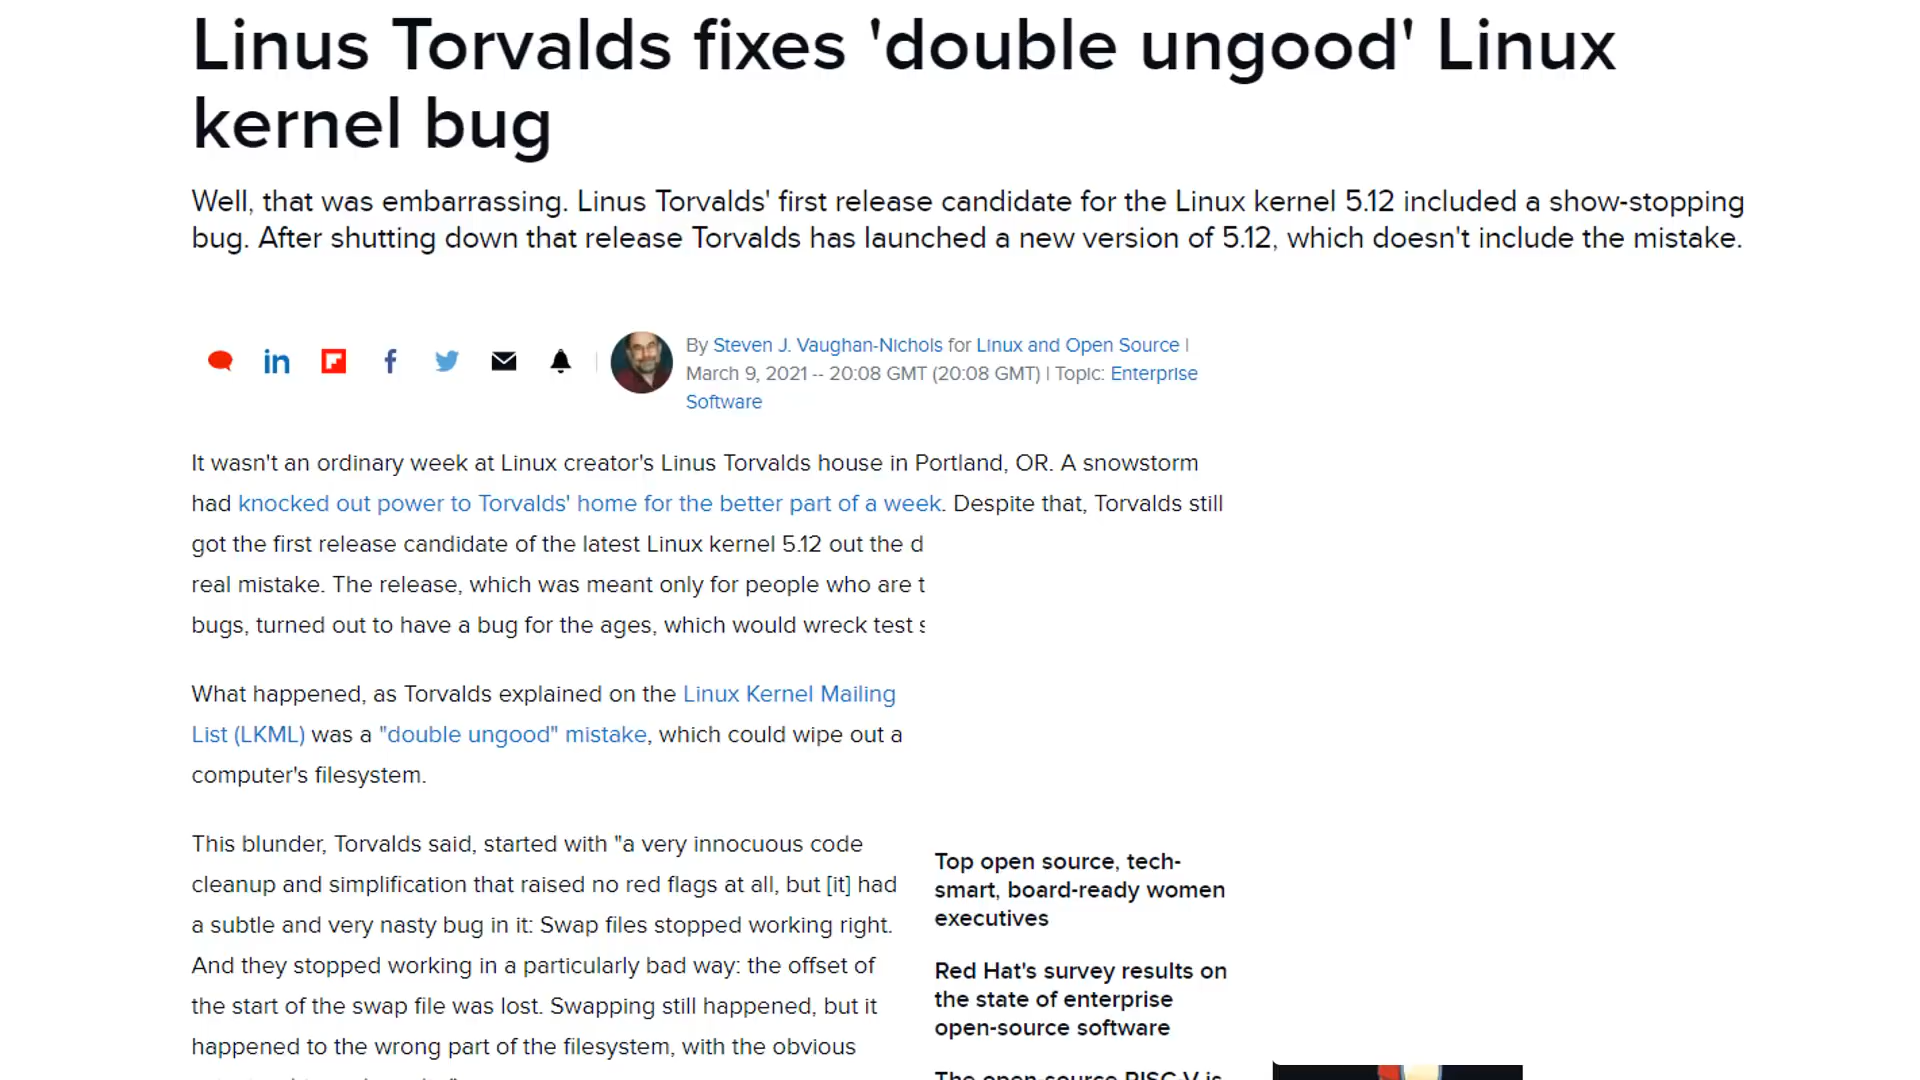 Linus Torvalds fixes 'double ungood' Linux
kernel bug
Well, that was embarrassing. Linus Torvalds' first release candidate for the Linux kernel 5.12 included a show-stopping
bug. After shutting down that release Torvalds has launched a new version of 5.12, which doesn't include the mistake.
By Steven J. Vaughan-Nichols for Linux and Open Source |
March 9, 2021 -- 20:08 GMT (20:08 GMT) | Topic: Enterprise
Software
It wasn't an ordinary week at Linux creator's Linus Torvalds house in Portland, OR. A snowstorm
had knocked out power to Torvalds' home for the better part of a week. Despite that, Torvalds still
got the first release candidate of the latest Linux kernel 5.12 out the d
real mistake. The release, which was meant only for people who are t
bugs, turned out to have a bug for the ages, which would wreck test s
What happened, as Torvalds explained on the Linux Kernel Mailing
List (LKML) was a "double ungood" mistake, which could wipe out a
computer's filesystem.
This blunder, Torvalds said, started with "a very innocuous code
cleanup and simplification that raised no red flags at all, but [it] had
a subtle and very nasty bug in it: Swap files stopped working right.
And they stopped working in a particularly bad way: the offset of
the start of the swap file was lost. Swapping still happened, but it
happened to the wrong part of the filesystem, with the obvious
Top open source, tech-
smart, board-ready women
executives
Red Hat's survey results on
the state of enterprise
open-source software
The open-source RISC-V is